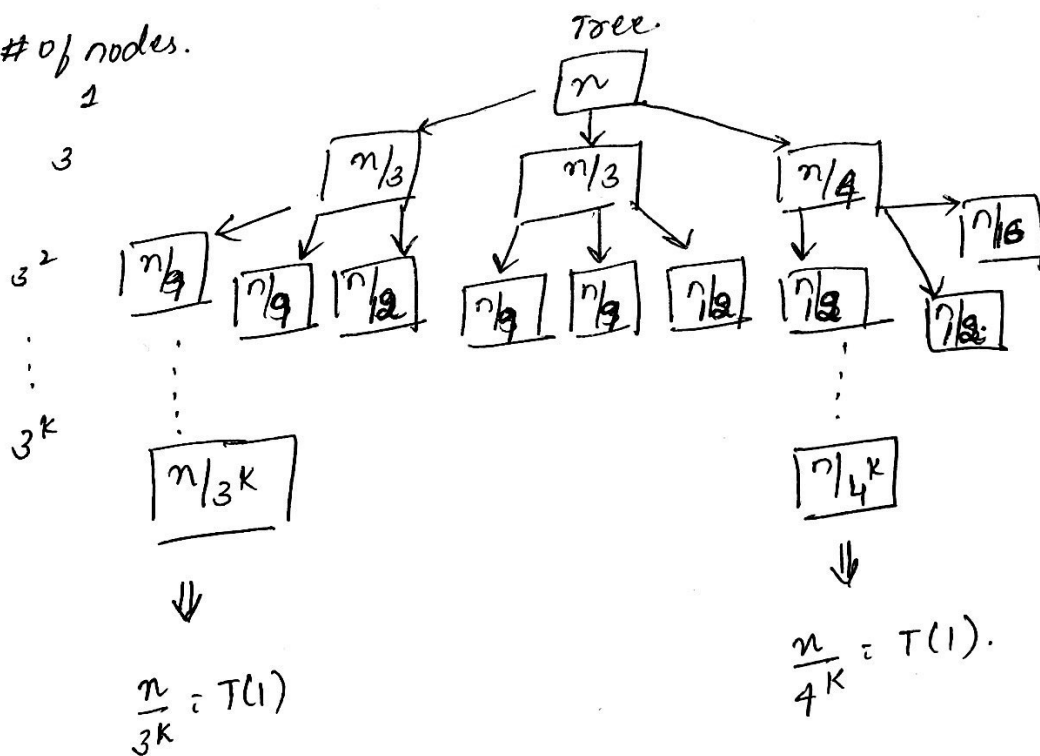 # of nodes.
Tree.
1
n
3
n/3 n/3 n/4
3^2
n/9 n/9 n/12 n/9 n/9 n/12 n/12 n/12 n/16
3^K
n/3^K n/4^K
⇓ ⇓
n/3^K = T(1)
n/4^K = T(1).